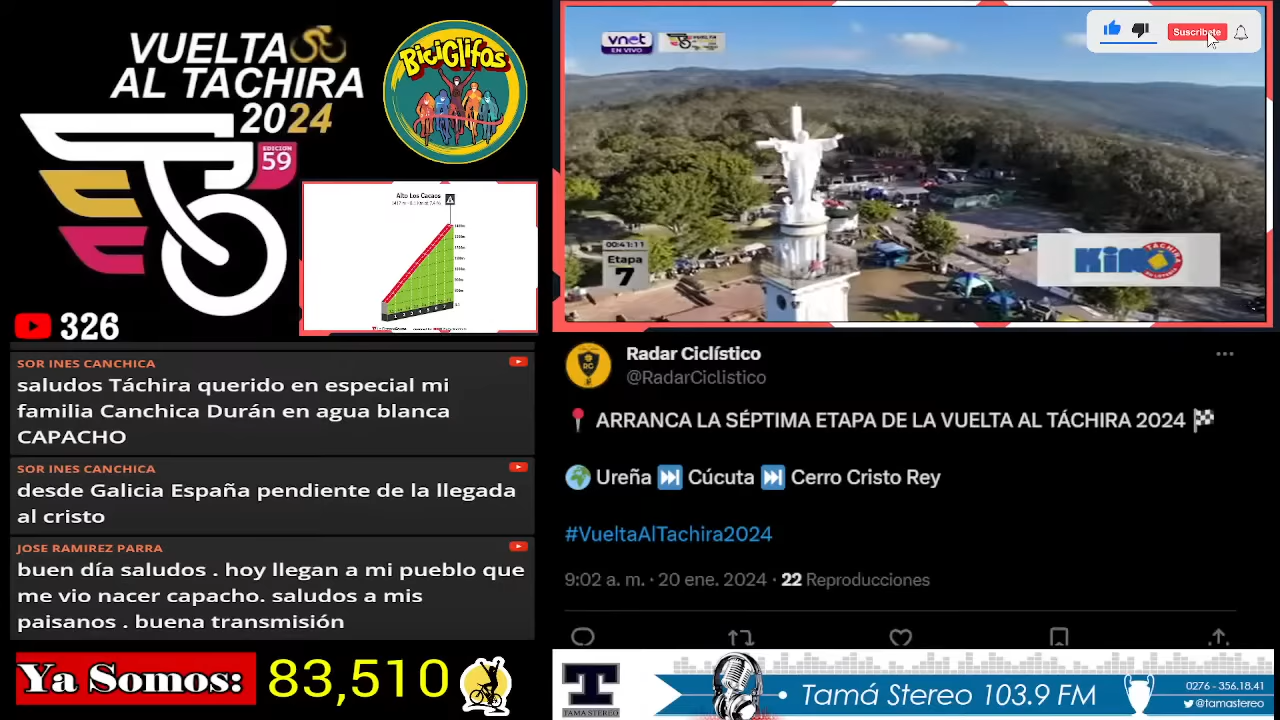 VUELTA
AL TACHIRA
2024
EDICION
59
BiciGlifos
Alto Los Cacaos
326
SOR INES CANCHICA
saludos Táchira querido en especial mi
familia Canchica Durán en agua blanca
CAPACHO
SOR INES CANCHICA
desde Galicia España pendiente de la llegada
al cristo
JOSE RAMIREZ PARRA
buen día saludos . hoy llegan a mi pueblo que
me vio nacer capacho. saludos a mis
paisanos . buena transmisión
Ya Somos: 83,510
vnet
EN VIVO
Suscríbete
00:41:11
Etapa
7
Kino
TACHIRA
Radar Ciclístico
@RadarCiclistico
📍 ARRANCA LA SÉPTIMA ETAPA DE LA VUELTA AL TÁCHIRA 2024 🏁
🌍 Ureña ⏭️ Cúcuta ⏭️ Cerro Cristo Rey
#VueltaAlTachira2024
9:02 a. m. · 20 ene. 2024 · 22 Reproducciones
T
TAMA STEREO
Tamá Stereo 103.9 FM
0276 - 356.18.41
@tamastereo